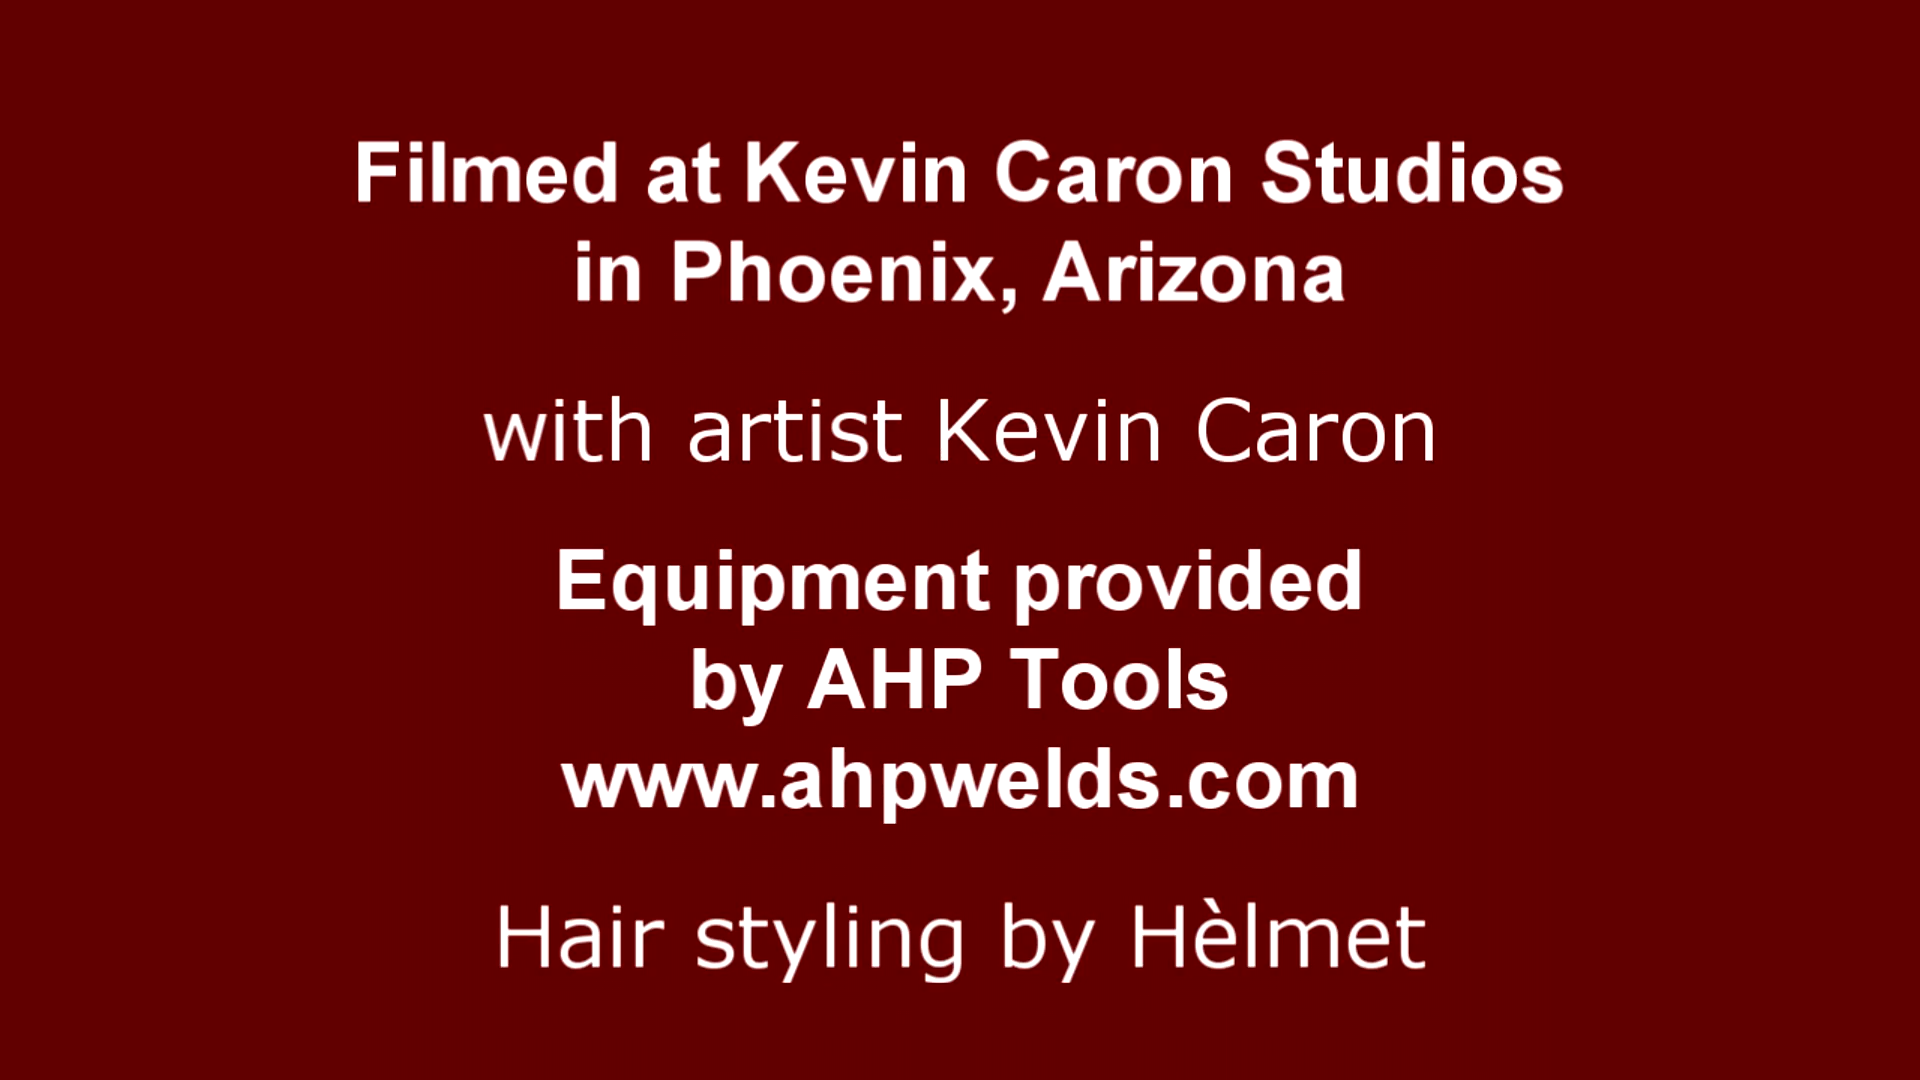 Filmed at Kevin Caron Studios
in Phoenix, Arizona
with artist Kevin Caron
Equipment provided
by AHP Tools
www.ahpwelds.com
Hair styling by Hèlmet